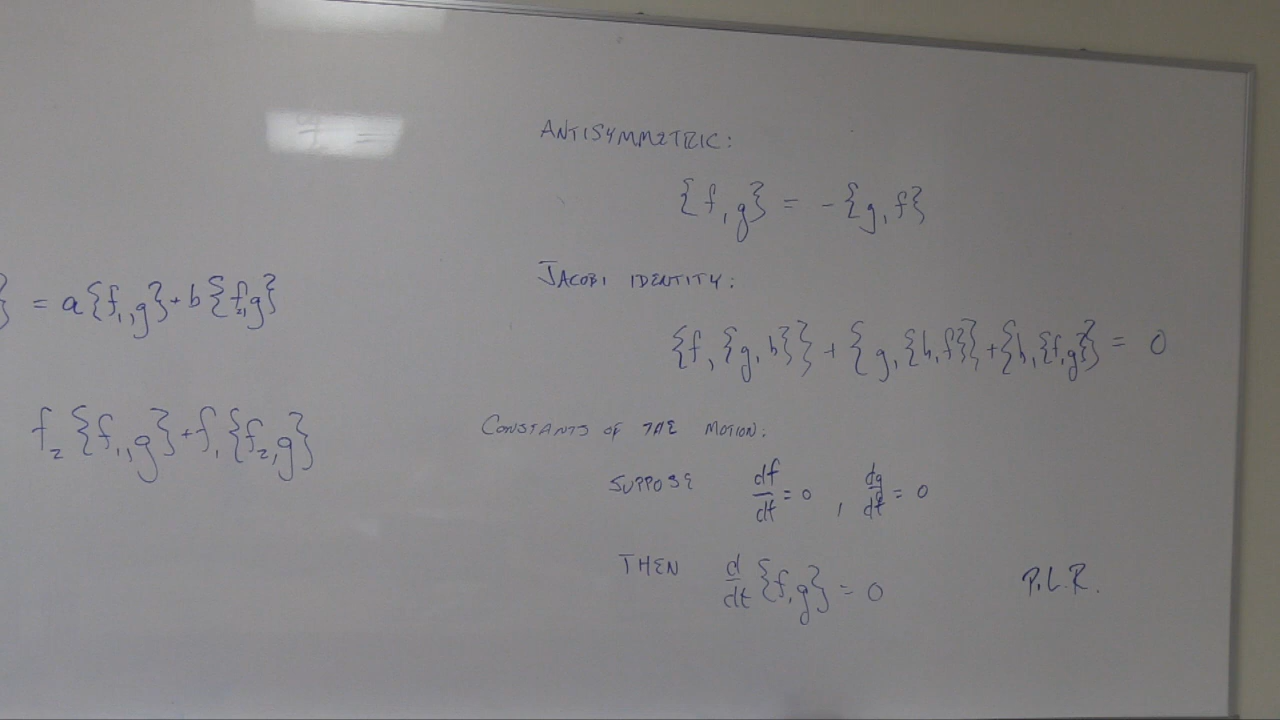 } = a{f₁,g}+b{f₂,g}
f₂{f₁,g}+f₁{f₂,g}
ANTISYMMETRIC:
{f,g} = -{g,f}
JACOBI IDENTITY:
{f,{g,h}} + {g,{h,f}}+{h,{f,g}} = 0
CONSTANTS OF THE MOTION:
SUPPOSE df/dt = 0 , dg/dt = 0
THEN d/dt {f,g} = 0 P.L.R.